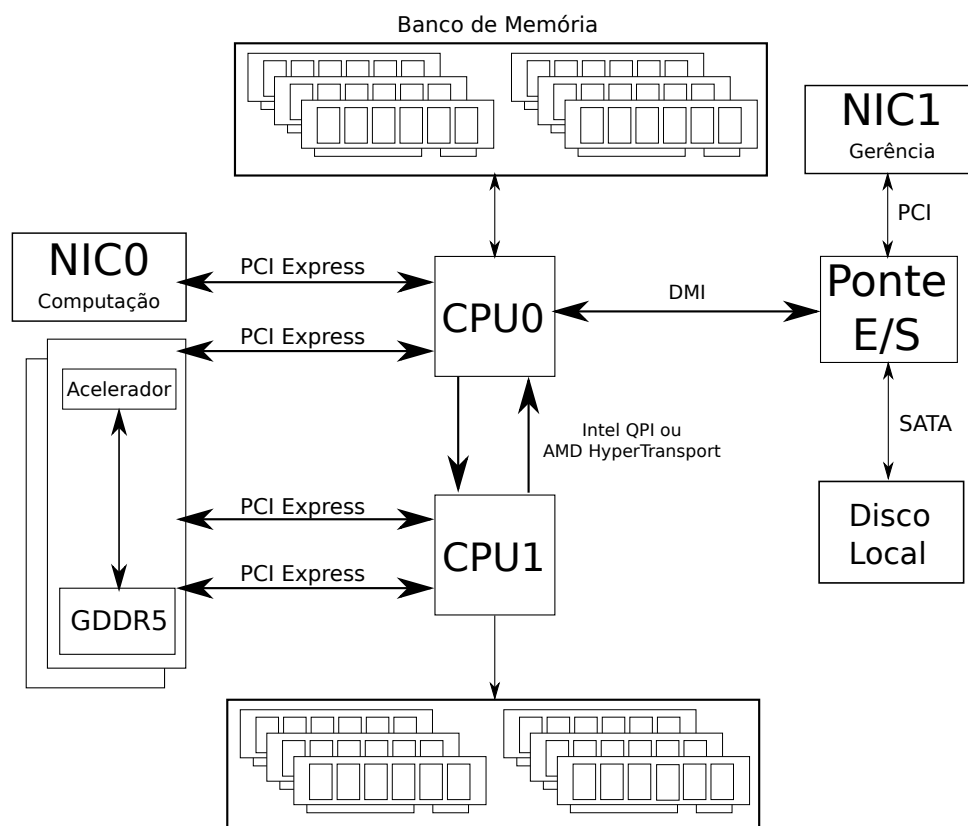 Banco de Memória
NIC1
Gerência
PCI
NIC0
Computação
PCI Express
CPU0
DMI
Ponte
E/S
PCI Express
Acelerador
Intel QPI ou
AMD HyperTransport
SATA
PCI Express
CPU1
Disco
Local
PCI Express
GDDR5